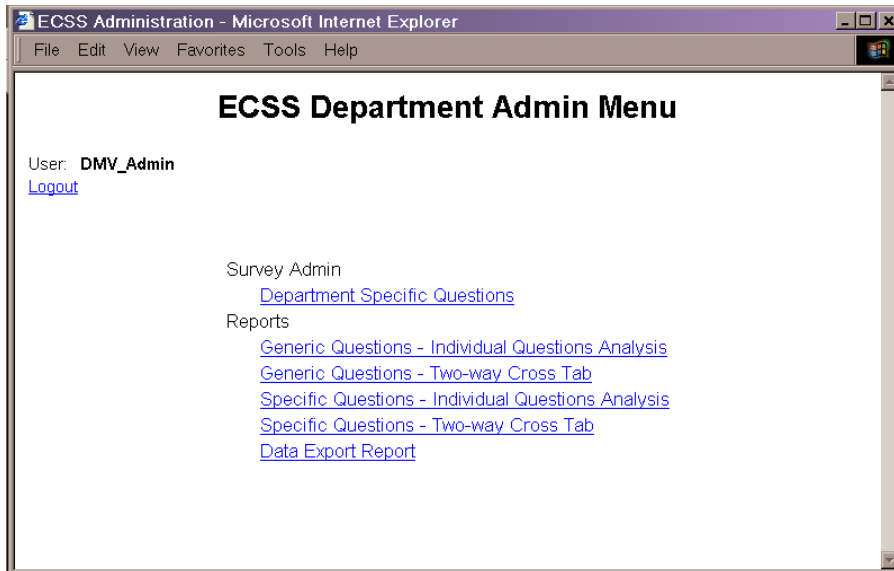 ECSS Administration - Microsoft Internet Explorer
File Edit View Favorites Tools Help
ECSS Department Admin Menu
User: DMV_Admin
Logout
Survey Admin
Department Specific Questions
Reports
Generic Questions - Individual Questions Analysis
Generic Questions - Two-way Cross Tab
Specific Questions - Individual Questions Analysis
Specific Questions - Two-way Cross Tab
Data Export Report